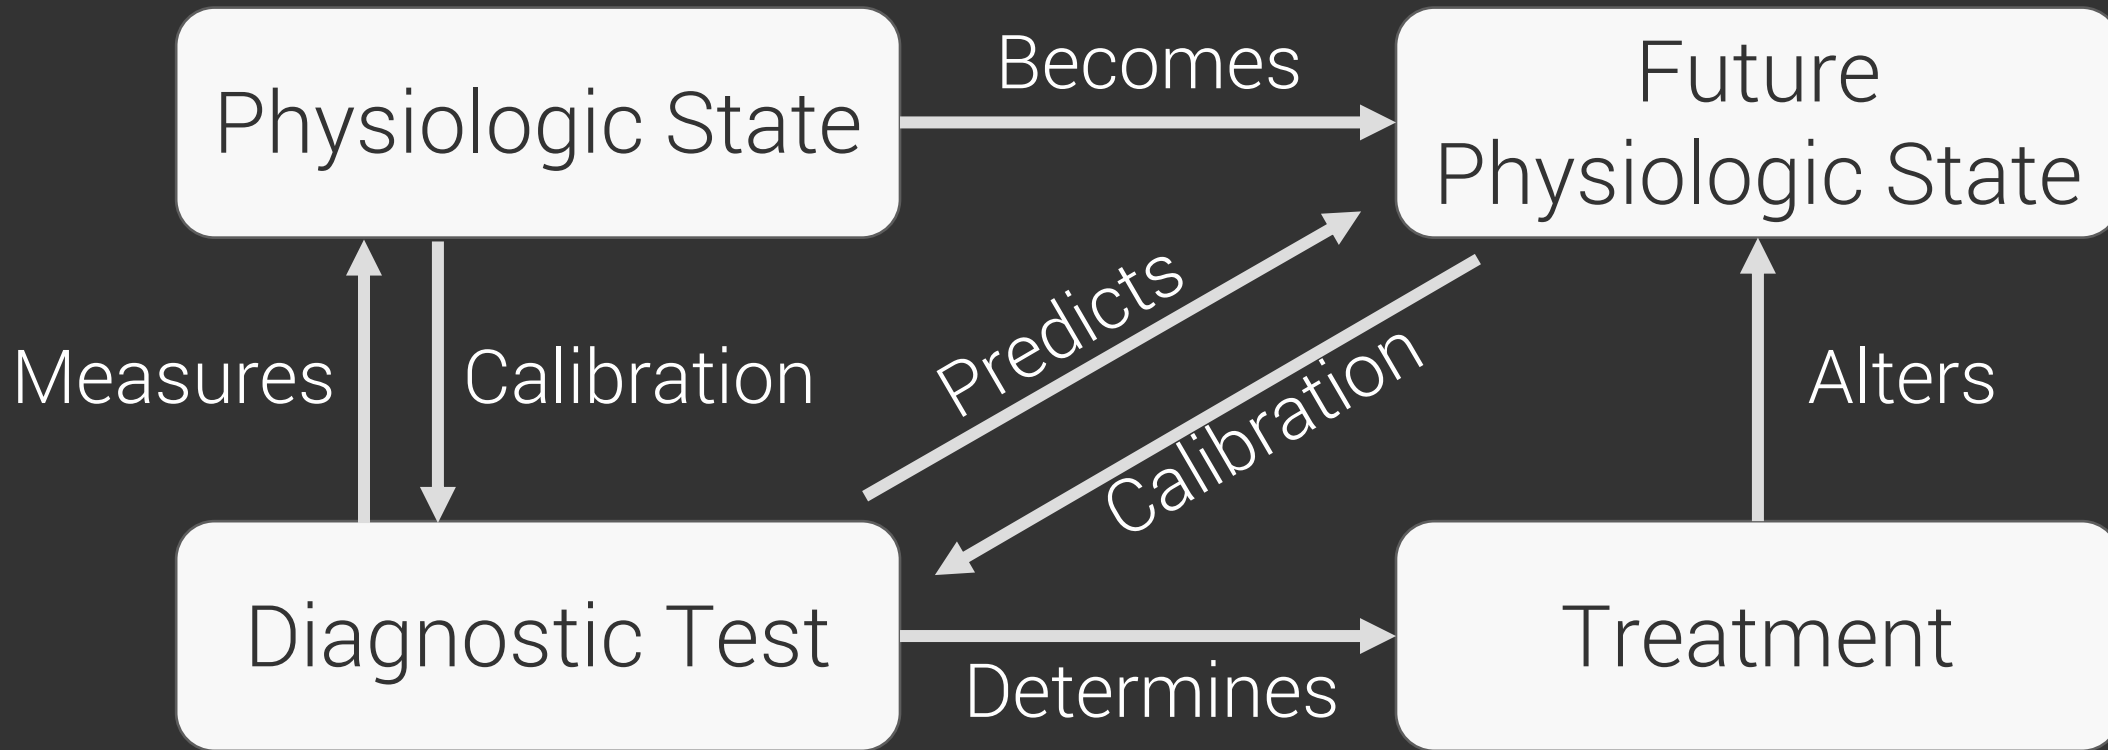 Physiologic State
Becomes
Future
Physiologic State
Measures
Calibration
Predicts
Calibration
Alters
Diagnostic Test
Determines
Treatment